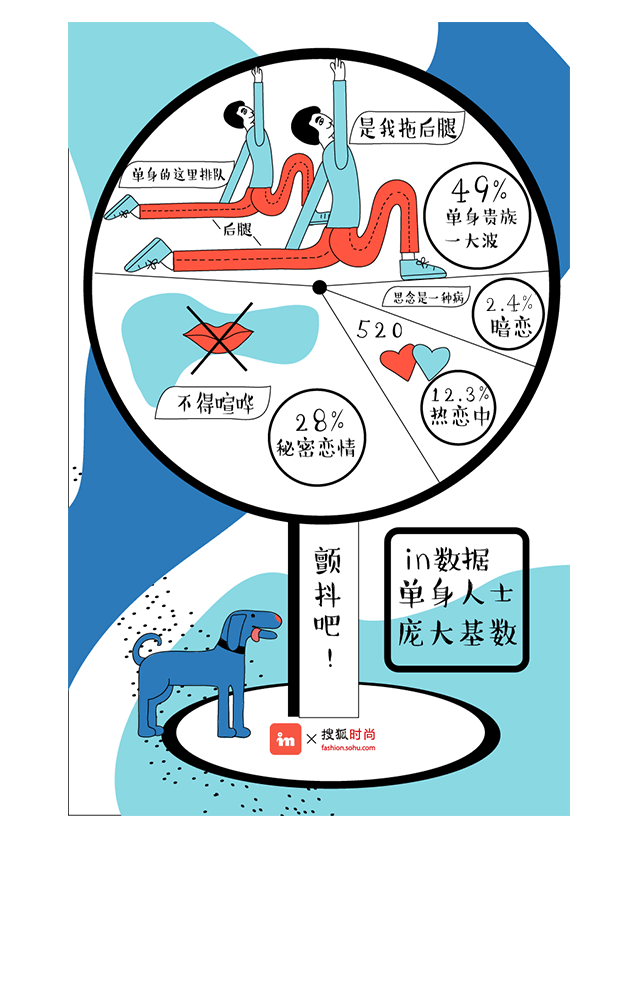 是我拖后腿
单身的这里排队
后腿
49%
单身贵族
一大波
思念是一种病
2.4%
暗恋
520
12.3%
热恋中
不得喧哗
28%
秘密恋情
颤抖吧！
in数据
单身人士
庞大基数
in × 搜狐时尚
fashion.sohu.com